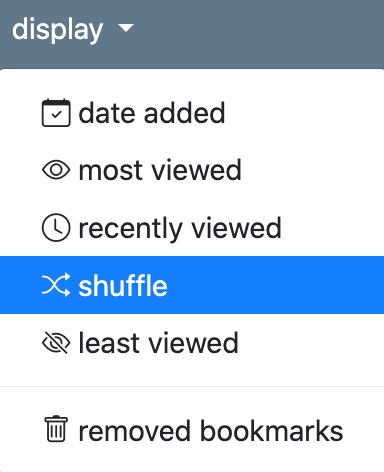 display
date added
most viewed
recently viewed
shuffle
least viewed
removed bookmarks